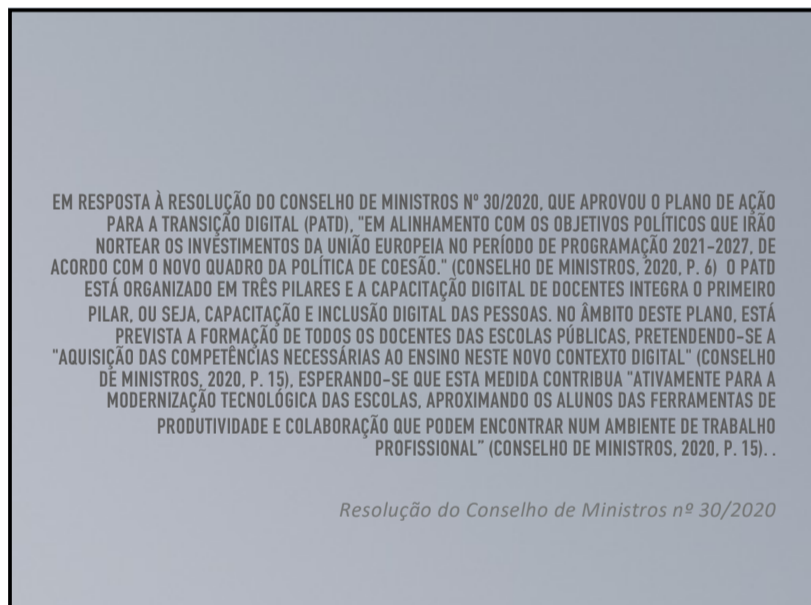 EM RESPOSTA À RESOLUÇÃO DO CONSELHO DE MINISTROS Nº 30/2020, QUE APROVOU O PLANO DE AÇÃO
PARA A TRANSIÇÃO DIGITAL (PATD), "EM ALINHAMENTO COM OS OBJETIVOS POLÍTICOS QUE IRÃO
NORTEAR OS INVESTIMENTOS DA UNIÃO EUROPEIA NO PERÍODO DE PROGRAMAÇÃO 2021-2027, DE
ACORDO COM O NOVO QUADRO DA POLÍTICA DE COESÃO." (CONSELHO DE MINISTROS, 2020, P. 6) O PATD
ESTÁ ORGANIZADO EM TRÊS PILARES E A CAPACITAÇÃO DIGITAL DE DOCENTES INTEGRA O PRIMEIRO
PILAR, OU SEJA, CAPACITAÇÃO E INCLUSÃO DIGITAL DAS PESSOAS. NO ÂMBITO DESTE PLANO, ESTÁ
PREVISTA A FORMAÇÃO DE TODOS OS DOCENTES DAS ESCOLAS PÚBLICAS, PRETENDENDO-SE A
"AQUISIÇÃO DAS COMPETÊNCIAS NECESSÁRIAS AO ENSINO NESTE NOVO CONTEXTO DIGITAL" (CONSELHO
DE MINISTROS, 2020, P. 15), ESPERANDO-SE QUE ESTA MEDIDA CONTRIBUA "ATIVAMENTE PARA A
MODERNIZAÇÃO TECNOLÓGICA DAS ESCOLAS, APROXIMANDO OS ALUNOS DAS FERRAMENTAS DE
PRODUTIVIDADE E COLABORAÇÃO QUE PODEM ENCONTRAR NUM AMBIENTE DE TRABALHO
PROFISSIONAL” (CONSELHO DE MINISTROS, 2020, P. 15). .
Resolução do Conselho de Ministros nº 30/2020